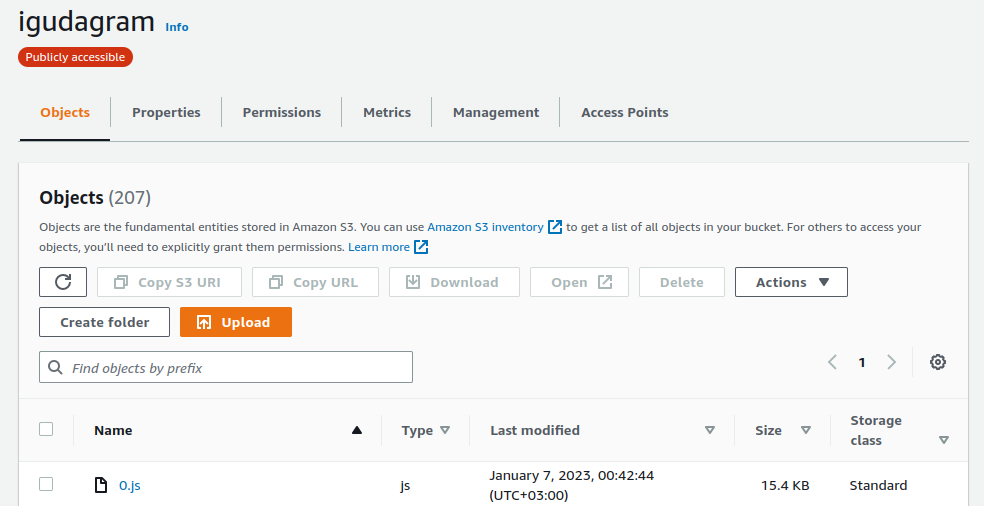 igudagram Info
Publicly accessible
Objects Properties Permissions Metrics Management Access Points
Objects (207)
Objects are the fundamental entities stored in Amazon S3. You can use Amazon S3 inventory to get a list of all objects in your bucket. For others to access your
objects, you'll need to explicitly grant them permissions. Learn more
Copy S3 URI Copy URL Download Open Delete Actions
Create folder Upload
Find objects by prefix 1
Name Type Last modified Size Storage class
0.js js January 7, 2023, 00:42:44 (UTC+03:00) 15.4 KB Standard